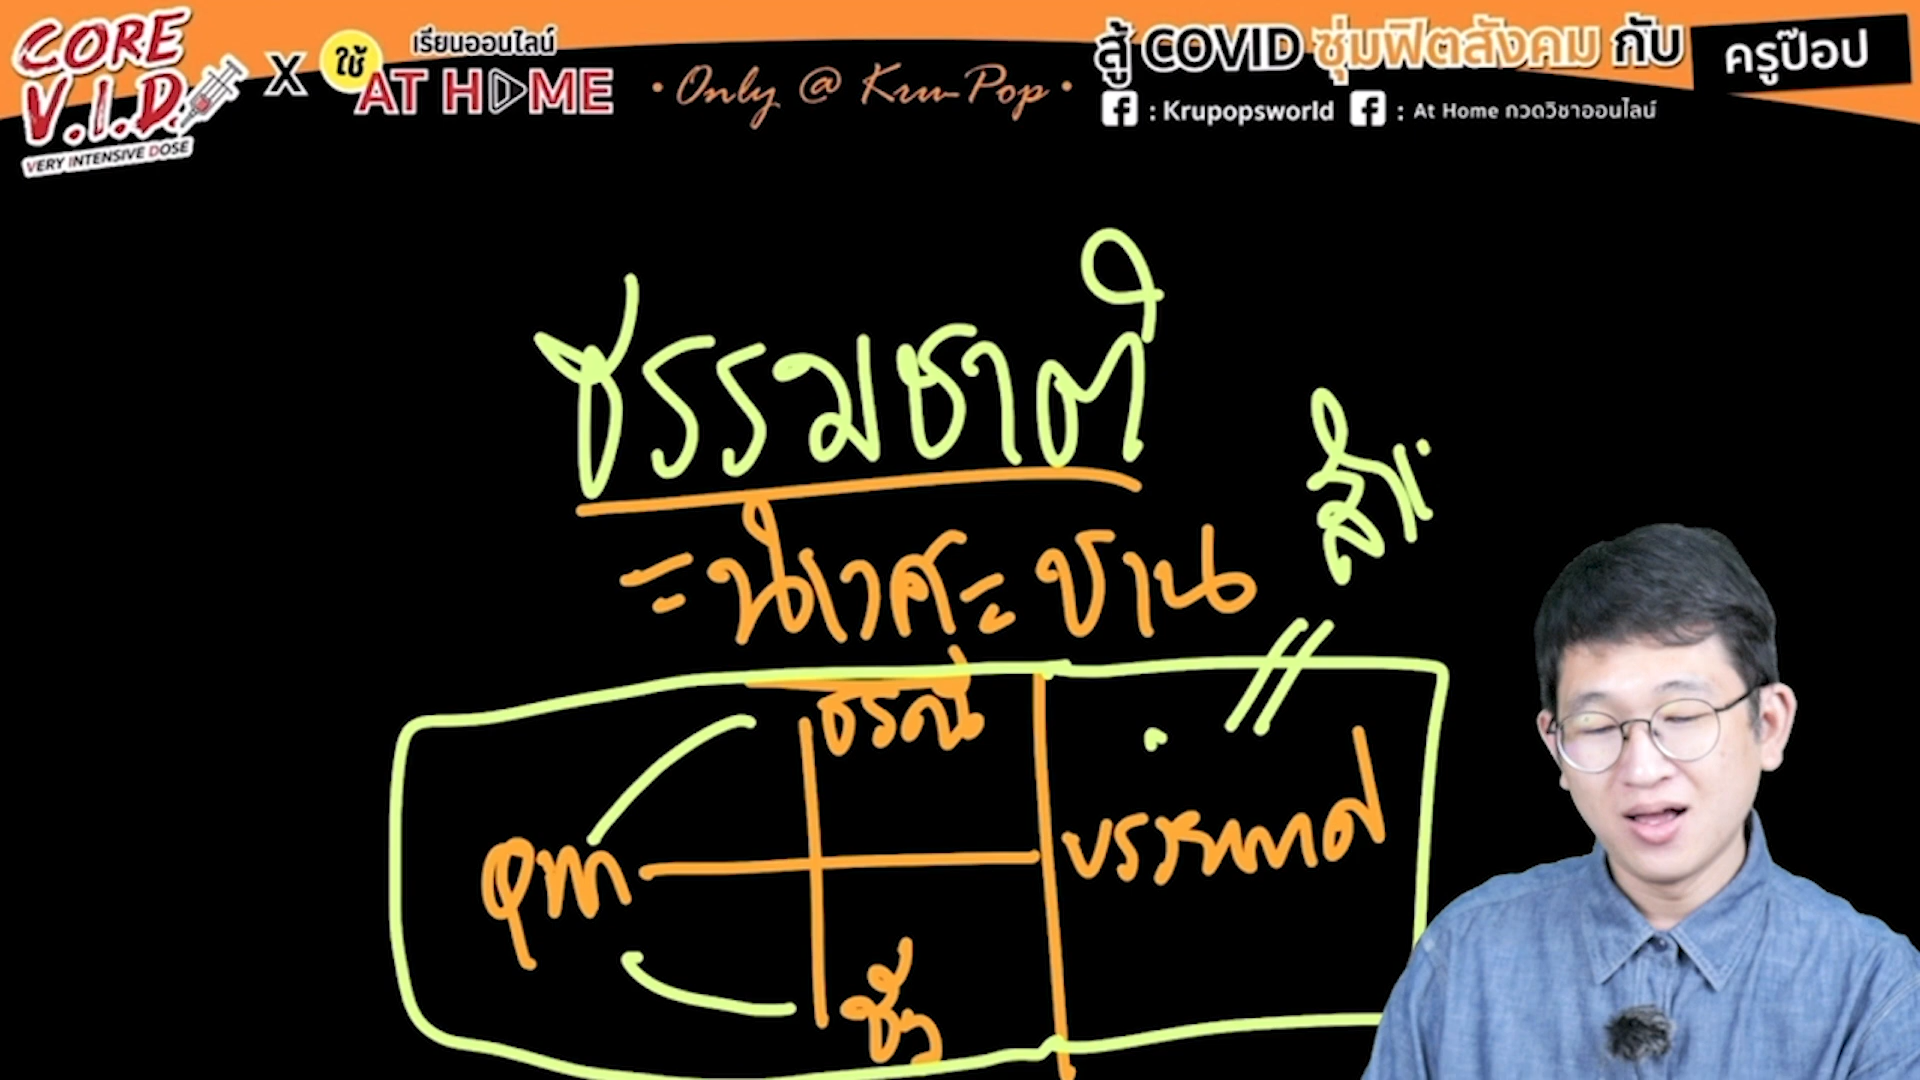 CORE
V.I.D.
VERY INTENSIVE DOSE
X
ใช้
เรียนออนไลน์
AT HOME
• Only @ Kru-Pop •
สู้ COVID ซุ่มฟิตสังคม กับ
ครูป๊อป
: Krupopsworld
: At Home กวดวิชาออนไลน์
ธรรมชาติ
= นิเวศ ะ บ้าน
ธรณี
อุทก
บรรยากาศ
ชีว